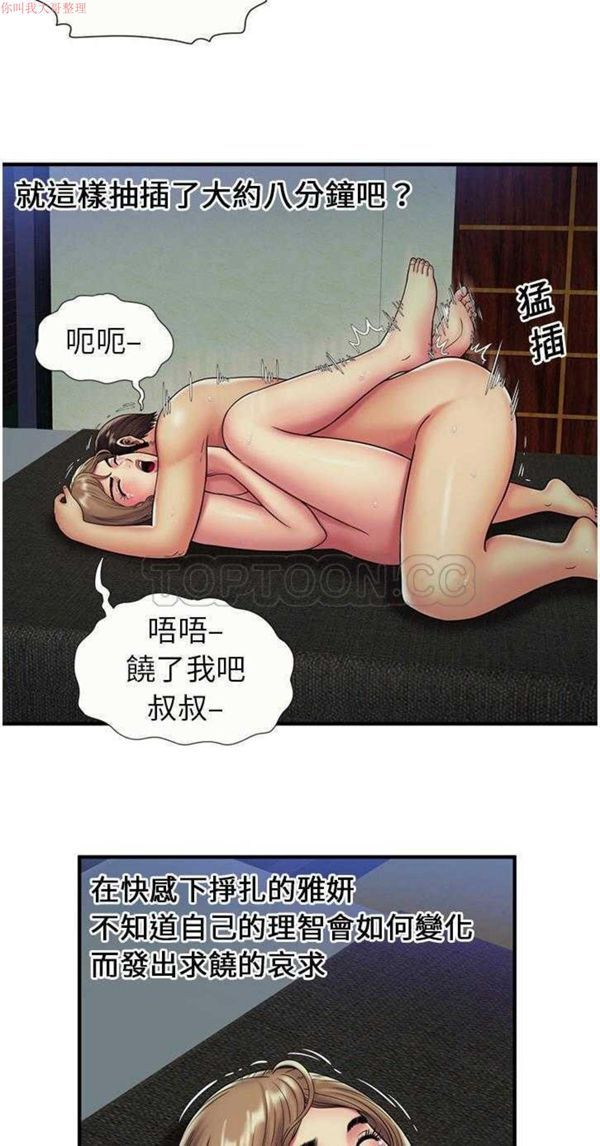 你叫我大哥整理
就這樣抽插了大約八分鐘吧？
猛插
呃呃–
TOPTOON.CC
唔唔–
饒了我吧
叔叔–
在快感下掙扎的雅妍
不知道自己的理智會如何變化
而發出求饒的哀求